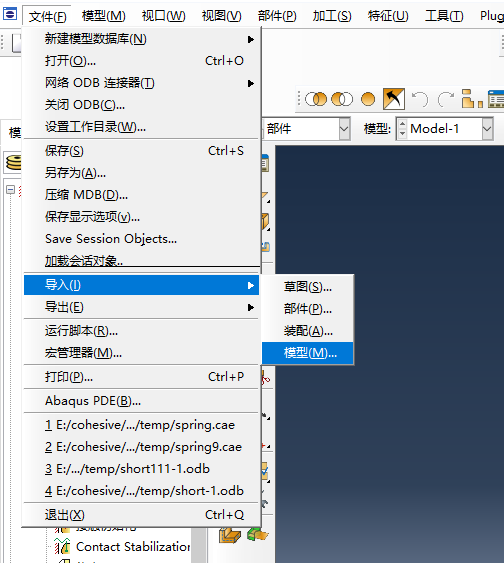 文件(F) 模型(M) 视口(W) 视图(V) 部件(P) 加工(S) 特征(U) 工具(T) Plug
新建模型数据库(N)
打开(O)... Ctrl+O
网络 ODB 连接器(T)
关闭 ODB(C)...
设置工作目录(W)...
部件 模型: Model-1
模
保存(S) Ctrl+S
另存为(A)...
压缩 MDB(D)...
保存显示选项(v)...
Save Session Objects...
加载会话对象..
导入(I)
草图(S)...
导出(E)
部件(P)...
运行脚本(R)...
装配(A)...
宏管理器(M)...
模型(M)...
打印(P)... Ctrl+P
Abaqus PDE(B)...
1 E:/cohesive/.../temp/spring.cae
2 E:/cohesive/.../temp/spring9.cae
3 E:/.../temp/short111-1.odb
4 E:/cohesive/.../temp/short-1.odb
退出(X) Ctrl+Q
Contact Stabilization